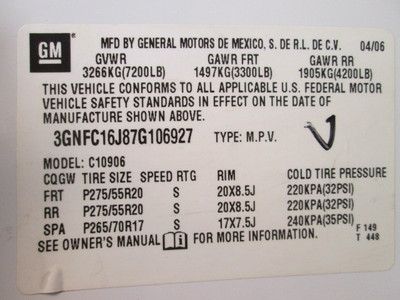 GM
MFD BY GENERAL MOTORS DE MEXICO, S. DE R.L. DE C.V. 04/06
GVWR GAWR FRT GAWR RR
3266KG(7200LB) 1497KG(3300LB) 1905KG(4200LB)
THIS VEHICLE CONFORMS TO ALL APPLICABLE U.S. FEDERAL MOTOR
VEHICLE SAFETY STANDARDS IN EFFECT ON THE DATE OF
MANUFACTURE SHOWN ABOVE.
3GNFC16J87G106927 TYPE: M.P.V.
MODEL: C10906
CQGW TIRE SIZE SPEED RTG RIM COLD TIRE PRESSURE
FRT P275/55R20 S 20X8.5J 220KPA(32PSI)
RR P275/55R20 S 20X8.5J 220KPA(32PSI)
SPA P265/70R17 S 17X7.5J 240KPA(35PSI)
SEE OWNER'S MANUAL FOR MORE INFORMATION. F 149
T 448